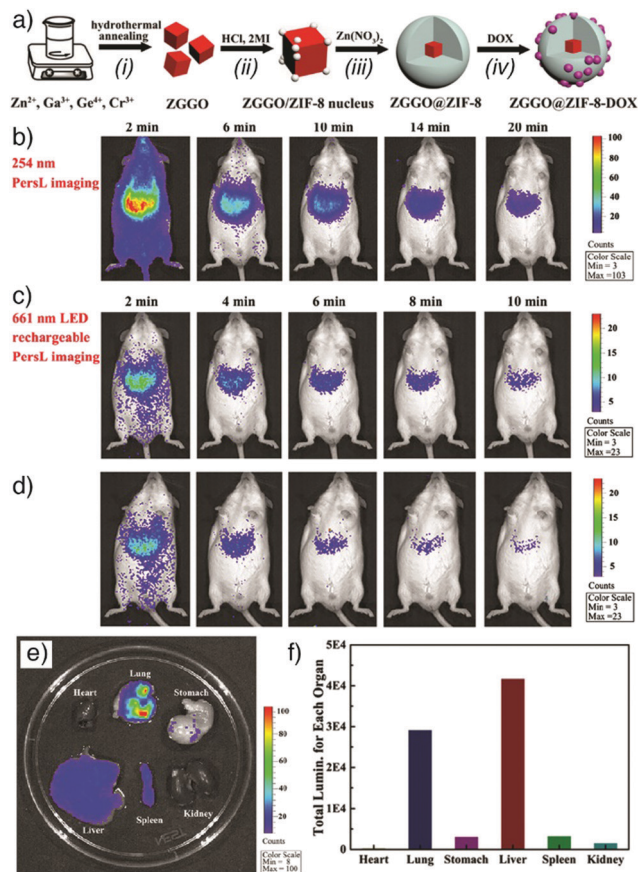 a)
hydrothermal
annealing
HCl, 2MI
Zn(NO₃)₂
DOX
(i)
(ii)
(iii)
(iv)
Zn²⁺, Ga³⁺, Ge⁴⁺, Cr³⁺
ZGGO
ZGGO/ZIF-8 nucleus
ZGGO@ZIF-8
ZGGO@ZIF-8-DOX
b)
2 min
6 min
10 min
14 min
20 min
254 nm
PersL imaging
100
80
60
40
20
Counts
Color Scale
Min = 3
Max =103
c)
2 min
4 min
6 min
8 min
10 min
661 nm LED
rechargeable
PersL imaging
20
15
10
5
Counts
Color Scale
Min = 3
Max =23
d)
20
15
10
5
Counts
Color Scale
Min = 3
Max =23
e)
Heart
Lung
Stomach
Liver
Spleen
Kidney
100
80
60
40
20
Counts
Color Scale
Min = 8
Max = 100
f)
Total Lumin. for Each Organ
5E4
4E4
3E4
2E4
1E4
0
Heart
Lung
Stomach
Liver
Spleen
Kidney